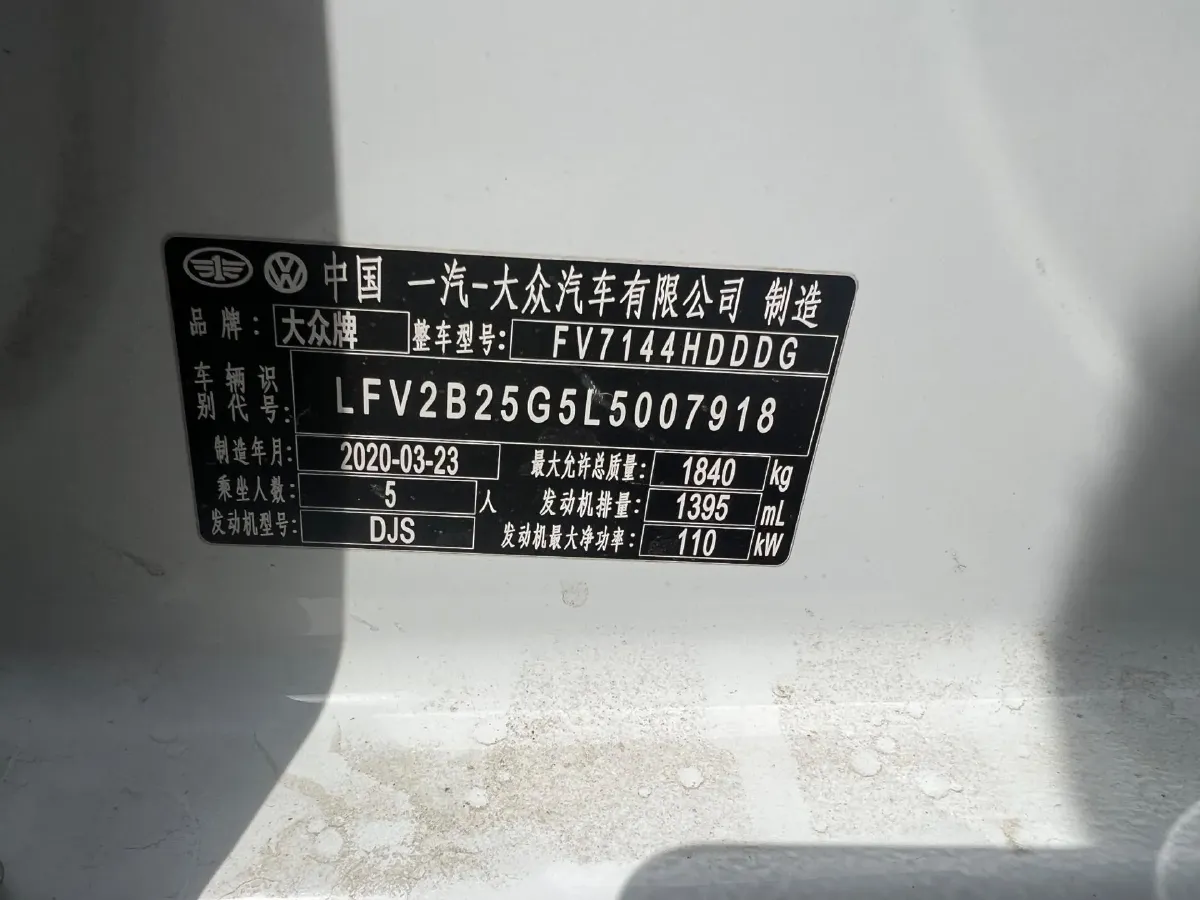 中国 一汽-大众汽车有限公司 制造
品牌: 大众牌 整车型号: FV7144HDDDG
车辆识别代号: LFV2B25G5L5007918
制造年月: 2020-03-23 最大允许总质量: 1840 kg
乘坐人数: 5 人 发动机排量: 1395 mL
发动机型号: DJS 发动机最大净功率: 110 kW